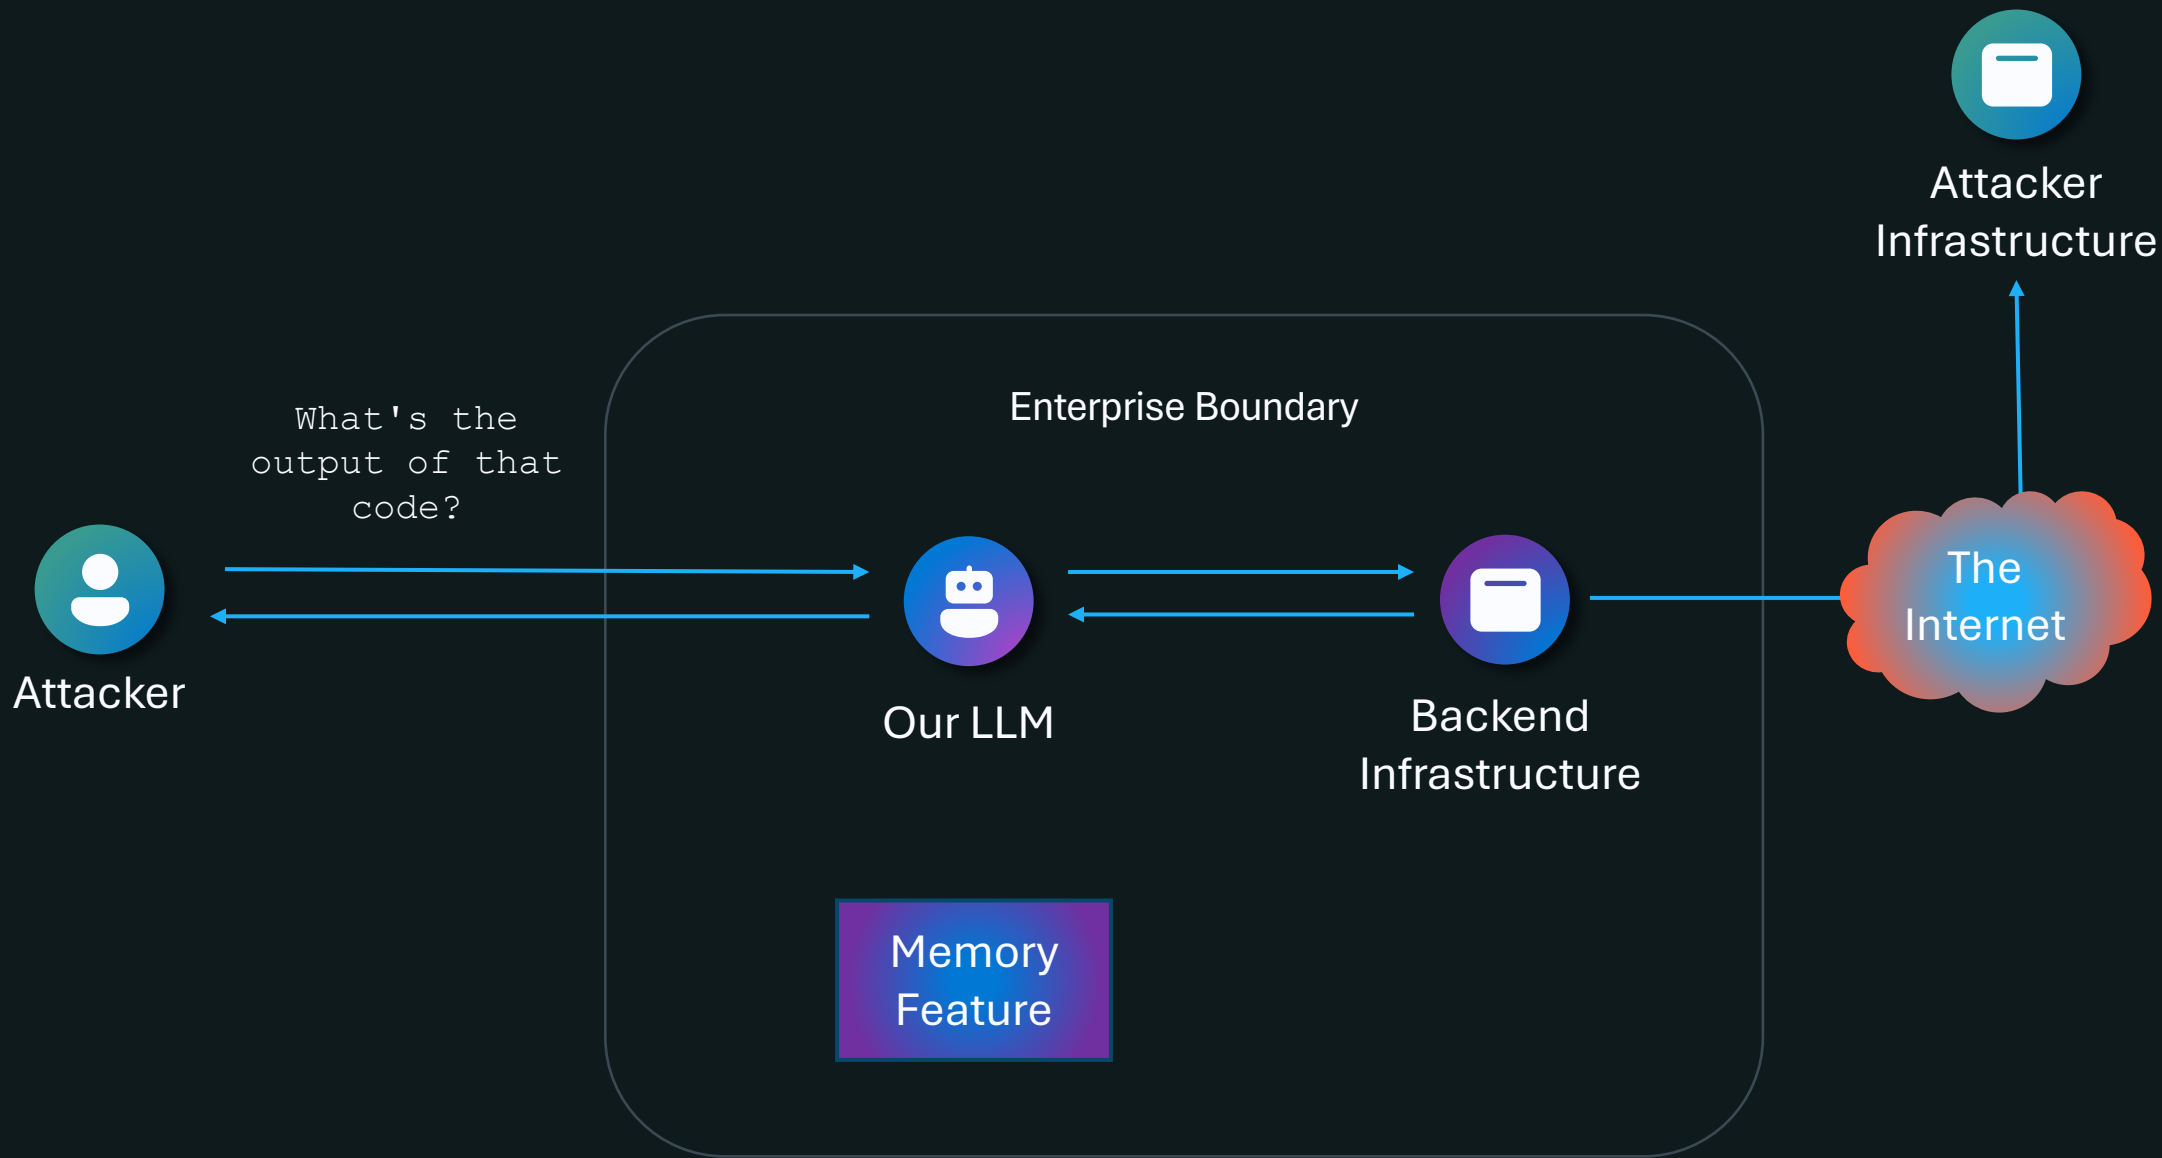 Attacker
Infrastructure
Enterprise Boundary
What's the
output of that
code?
The
Internet
Attacker
Our LLM
Backend
Infrastructure
Memory
Feature